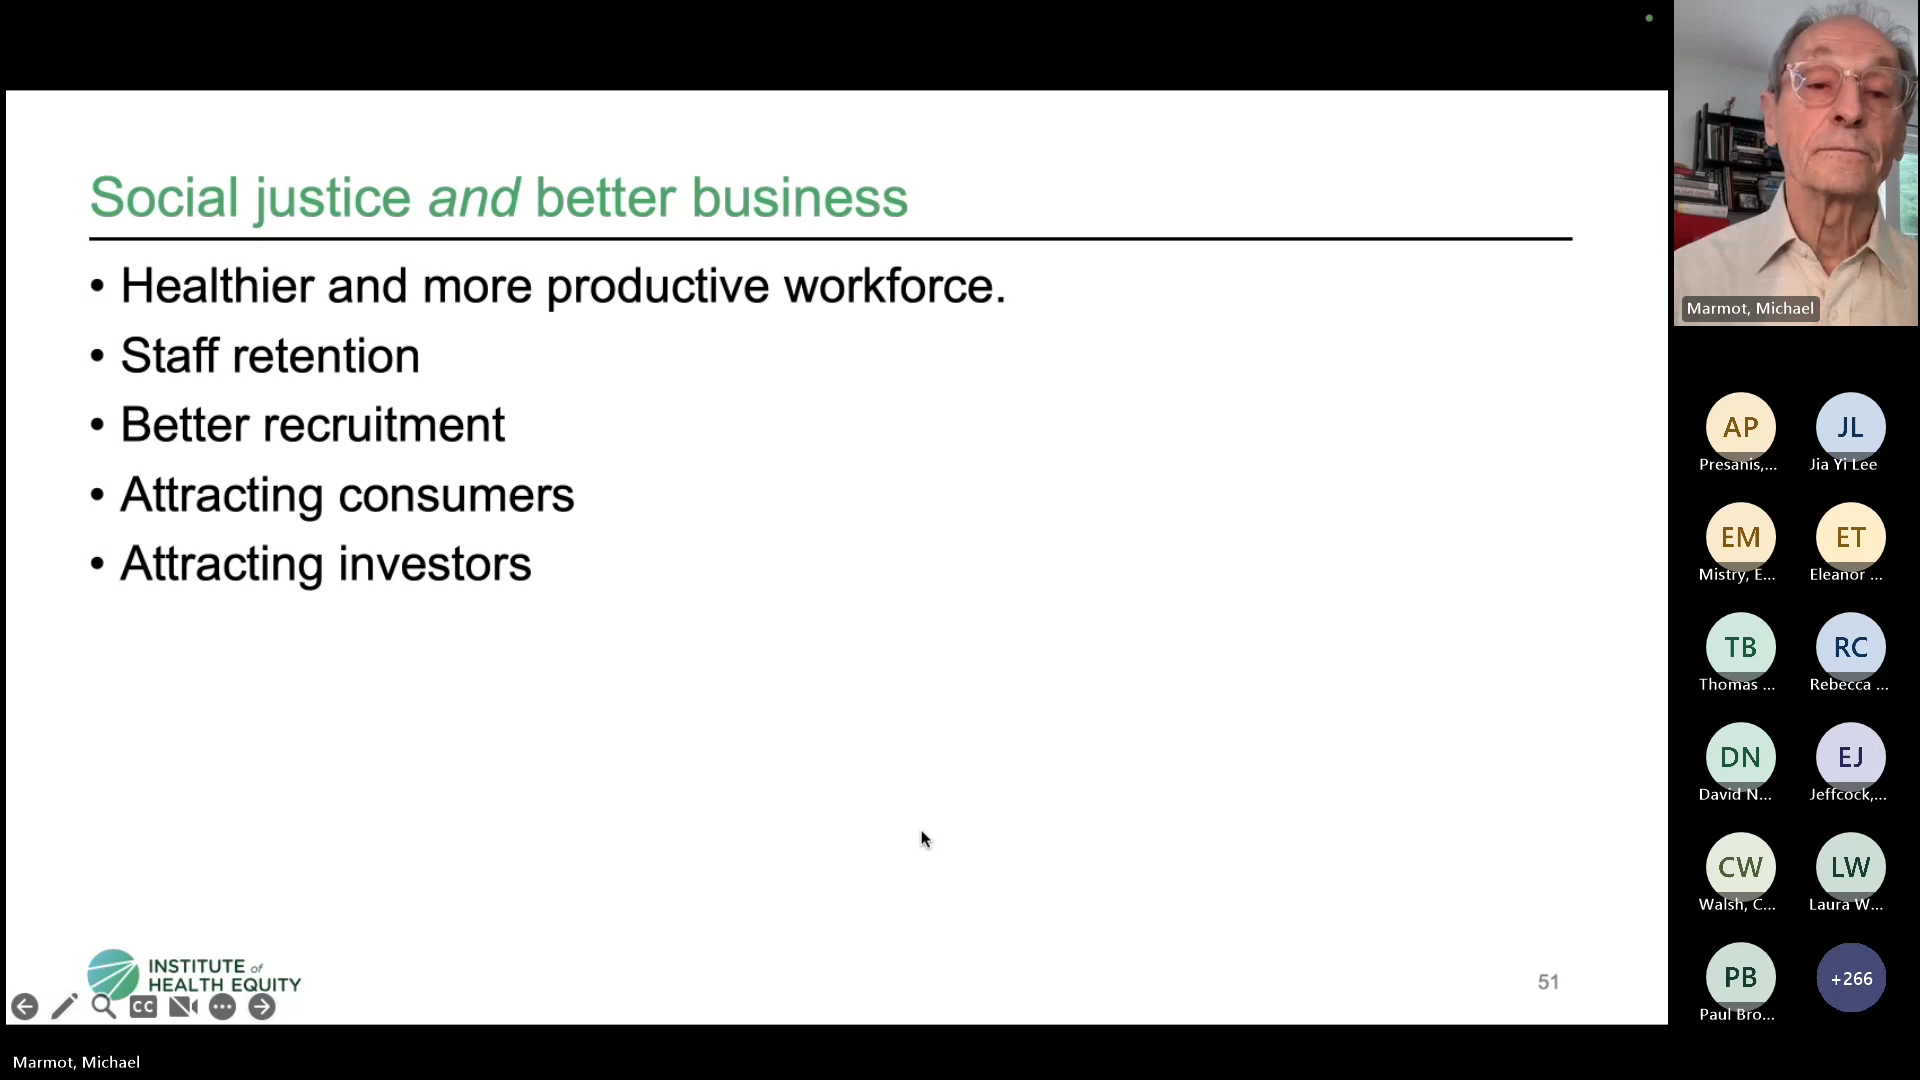 Social justice and better business
• Healthier and more productive workforce.
• Staff retention
• Better recruitment
• Attracting consumers
• Attracting investors
INSTITUTE of
HEALTH EQUITY
CC
51
Marmot, Michael
Marmot, Michael
AP
Presanis,...
JL
Jia Yi Lee
EM
Mistry, E...
ET
Eleanor ...
TB
Thomas ...
RC
Rebecca ...
DN
David N...
EJ
Jeffcock,...
CW
Walsh, C...
LW
Laura W...
PB
Paul Bro...
+266